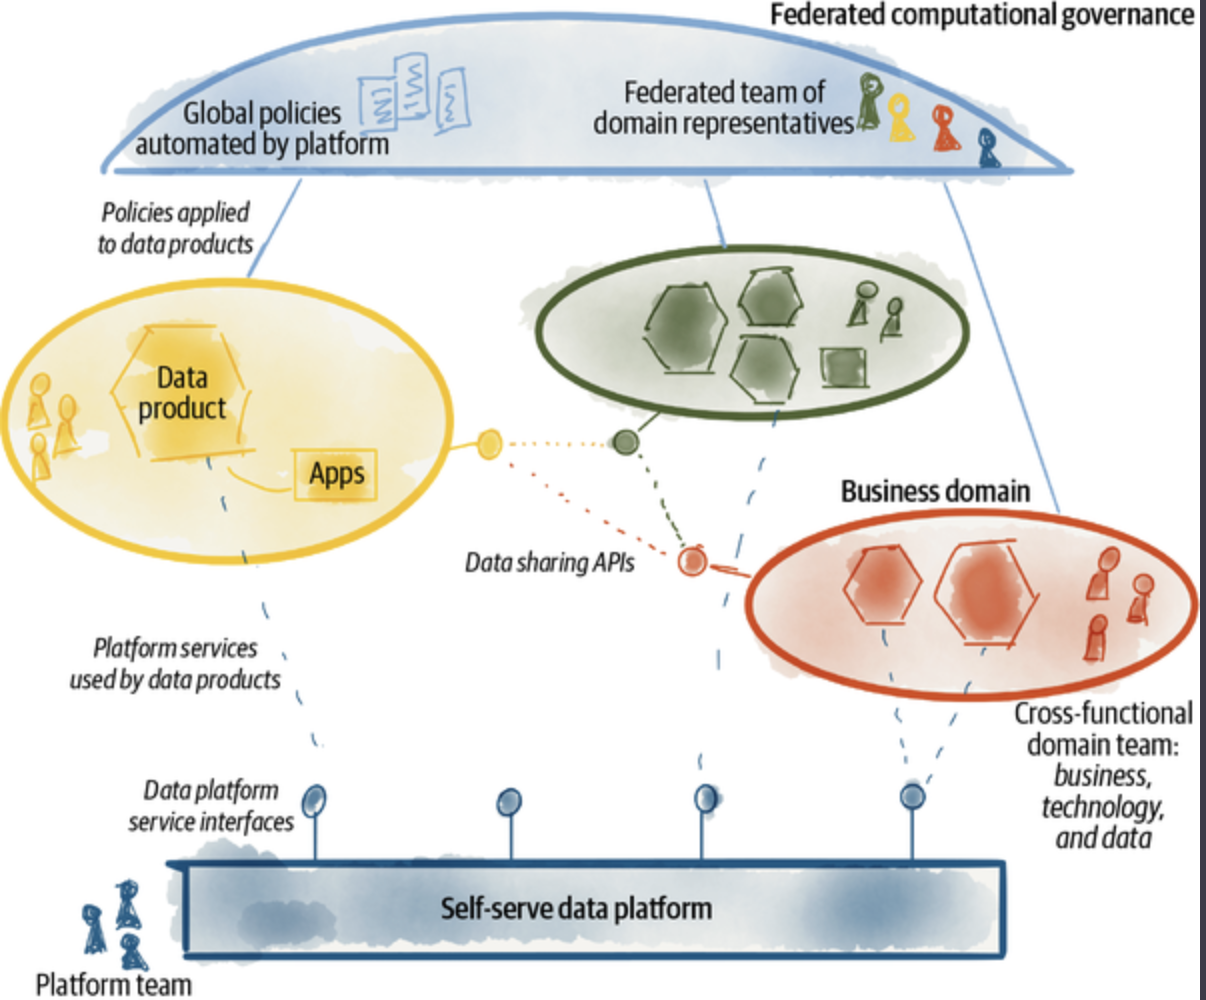 Federated computational governance
Global policies
automated by platform
Federated team of
domain representatives
Policies applied
to data products
Data
product
Apps
Business domain
Data sharing APIs
Platform services
used by data products
Cross-functional
domain team:
business,
technology,
and data
Data platform
service interfaces
Self-serve data platform
Platform team